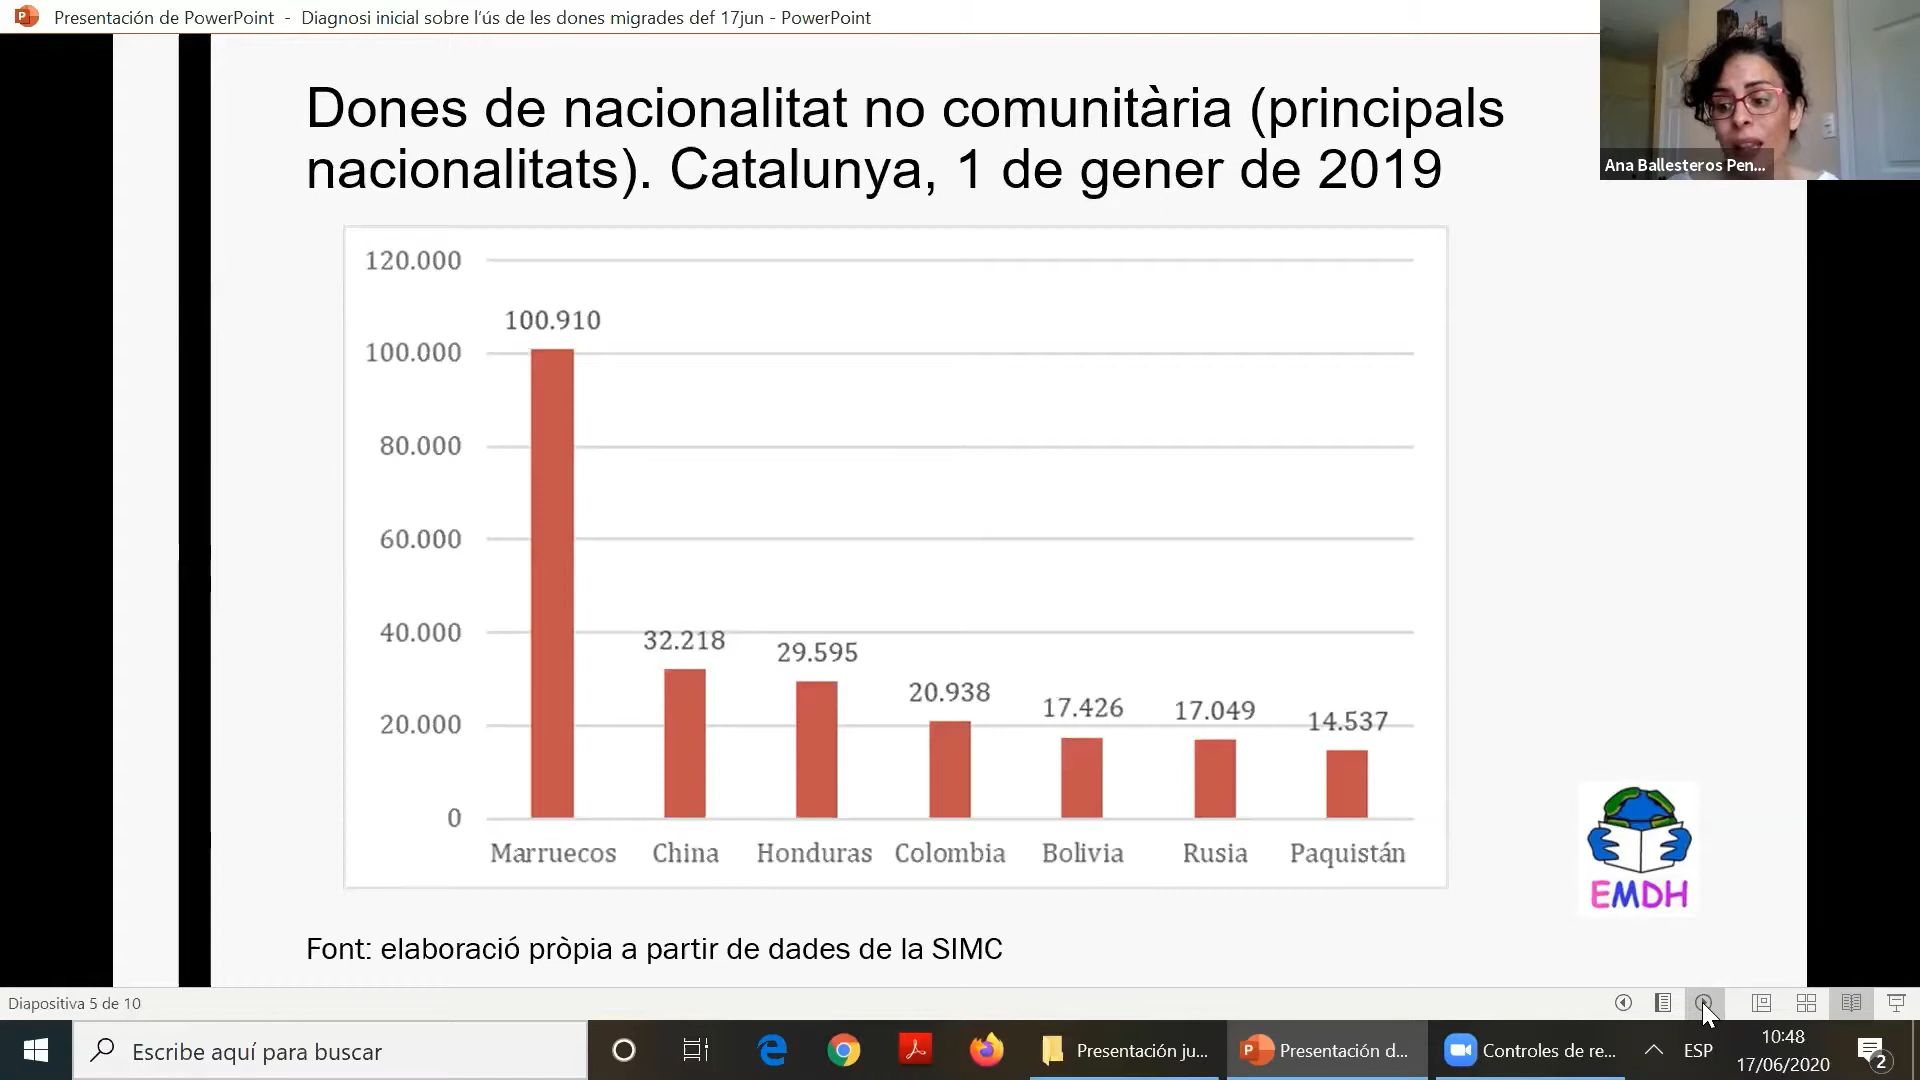 Presentación de PowerPoint - Diagnosi inicial sobre l'ús de les dones migrades def 17jun - PowerPoint
Dones de nacionalitat no comunitària (principals
nacionalitats). Catalunya, 1 de gener de 2019
Ana Ballesteros Pen...
120.000
100.000
80.000
60.000
40.000
20.000
0
100.910
32.218
29.595
20.938
17.426
17.049
14.537
Marruecos China Honduras Colombia Bolivia Rusia Paquistán
EMDH
Font: elaboració pròpia a partir de dades de la SIMC
Diapositiva 5 de 10
Escribe aquí para buscar
Presentación ju...
Presentación d...
Controles de re...
ESP
10:48
17/06/2020
2